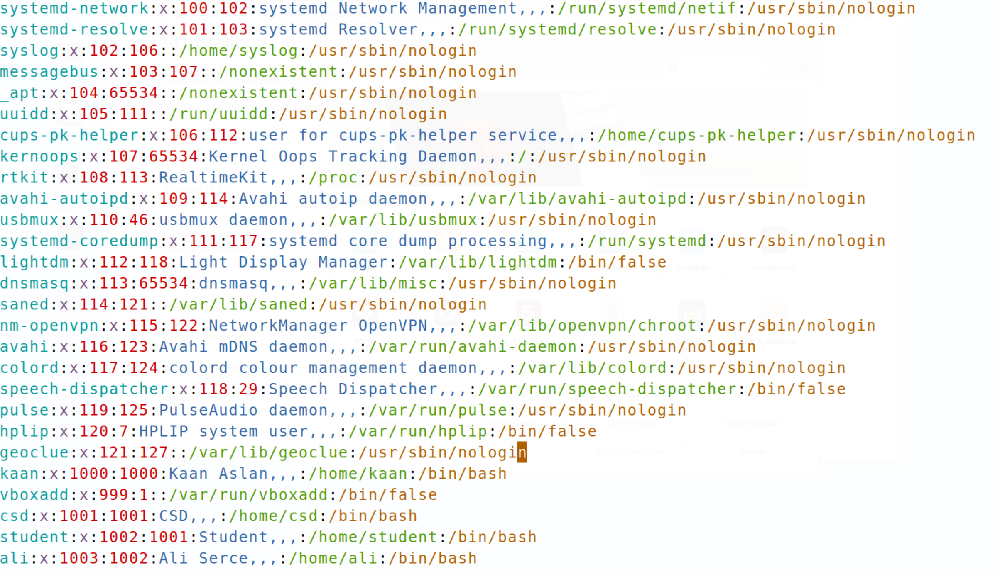 systemd-network:x:100:102:systemd Network Management,,,:/run/systemd/netif:/usr/sbin/nologin
systemd-resolve:x:101:103:systemd Resolver,,,:/run/systemd/resolve:/usr/sbin/nologin
syslog:x:102:106::/home/syslog:/usr/sbin/nologin
messagebus:x:103:107::/nonexistent:/usr/sbin/nologin
_apt:x:104:65534::/nonexistent:/usr/sbin/nologin
uuidd:x:105:111::/run/uuidd:/usr/sbin/nologin
cups-pk-helper:x:106:112:user for cups-pk-helper service,,,:/home/cups-pk-helper:/usr/sbin/nologin
kernoops:x:107:65534:Kernel Oops Tracking Daemon,,,:/:/usr/sbin/nologin
rtkit:x:108:113:RealtimeKit,,,:/proc:/usr/sbin/nologin
avahi-autoipd:x:109:114:Avahi autoip daemon,,,:/var/lib/avahi-autoipd:/usr/sbin/nologin
usbmux:x:110:46:usbmux daemon,,,:/var/lib/usbmux:/usr/sbin/nologin
systemd-coredump:x:111:117:systemd core dump processing,,,:/run/systemd:/usr/sbin/nologin
lightdm:x:112:118:Light Display Manager:/var/lib/lightdm:/bin/false
dnsmasq:x:113:65534:dnsmasq,,,:/var/lib/misc:/usr/sbin/nologin
saned:x:114:121::/var/lib/saned:/usr/sbin/nologin
nm-openvpn:x:115:122:NetworkManager OpenVPN,,,:/var/lib/openvpn/chroot:/usr/sbin/nologin
avahi:x:116:123:Avahi mDNS daemon,,,:/var/run/avahi-daemon:/usr/sbin/nologin
colord:x:117:124:colord colour management daemon,,,:/var/lib/colord:/usr/sbin/nologin
speech-dispatcher:x:118:29:Speech Dispatcher,,,:/var/run/speech-dispatcher:/bin/false
pulse:x:119:125:PulseAudio daemon,,,:/var/run/pulse:/usr/sbin/nologin
hplip:x:120:7:HPLIP system user,,,:/var/run/hplip:/bin/false
geoclue:x:121:127::/var/lib/geoclue:/usr/sbin/nologin
kaan:x:1000:1000:Kaan Aslan,,,:/home/kaan:/bin/bash
vboxadd:x:999:1::/var/run/vboxadd:/bin/false
csd:x:1001:1001:CSD,,,:/home/csd:/bin/bash
student:x:1002:1001:Student,,,:/home/student:/bin/bash
ali:x:1003:1002:Ali Serce,,,:/home/ali:/bin/bash